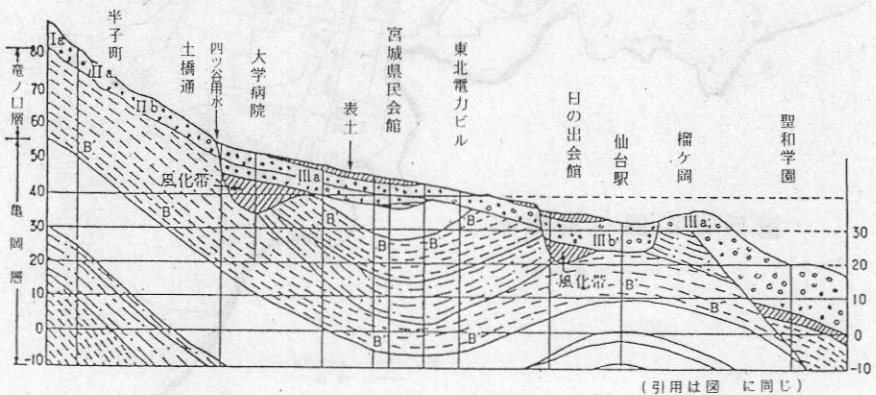 半子町
土橋通
四ツ谷用水
大学病院
表土
宮城県民会館
東北電力ビル
日の出会館
仙台駅
榴ヶ岡
聖和学園
竜ノ口層
亀岡層
80
70
60
50
40
30
20
10
0
-10
30
20
10
0
-10
IIa
IIb
IIIa
IIIb
IIIa
風化帯
風化帯
B
B
B
B
B
B
B
B
B
B
B
(引用は図 に同じ)